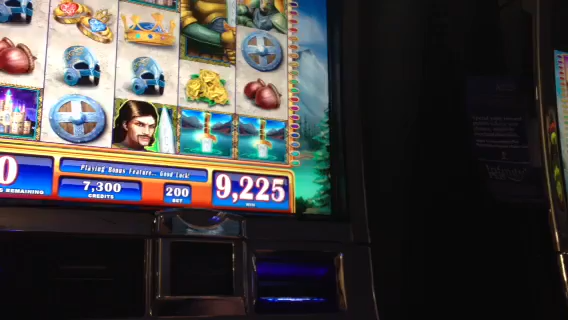 Playing Bonus Feature... Good Luck!
0
S REMAINING
7,300
CREDITS
200
BET
9,225
WIN